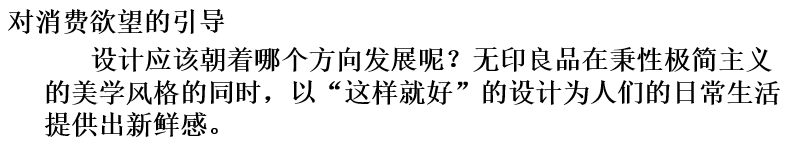 对消费欲望的引导
设计应该朝着哪个方向发展呢？无印良品在秉性极简主义
的美学风格的同时，以“这样就好”的设计为人们的日常生活
提供出新鲜感。